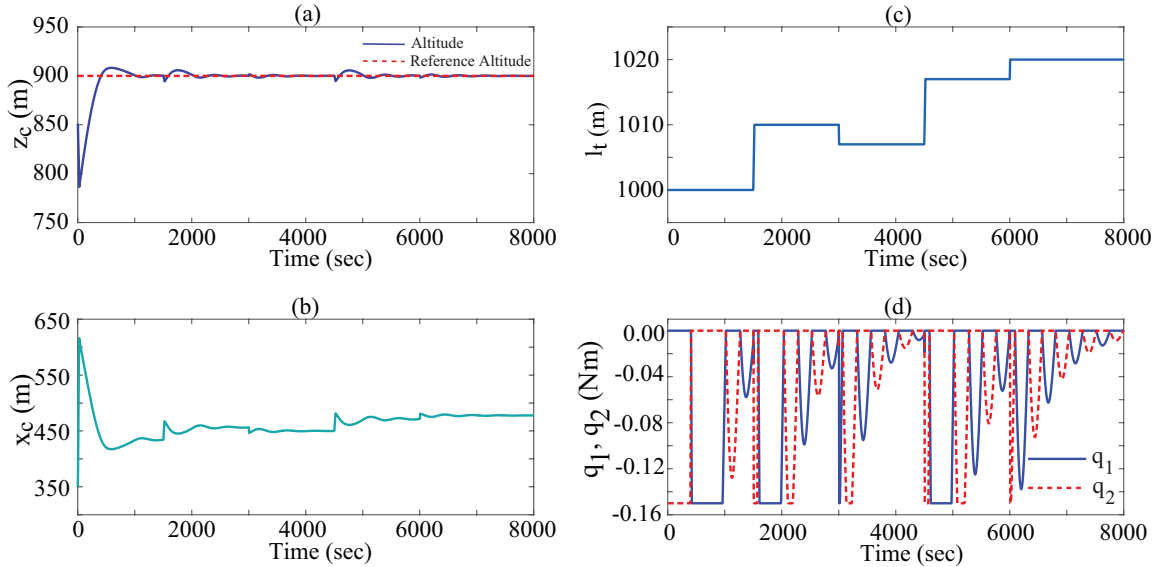 (a)
950
900
850
800
750
z_c (m)
Altitude
Reference Altitude
0 2000 4000 6000 8000
Time (sec)
(c)
1020
1010
1000
l_t (m)
0 2000 4000 6000 8000
Time (sec)
(b)
650
550
450
350
x_c (m)
0 2000 4000 6000 8000
Time (sec)
(d)
0.00
-0.04
-0.08
-0.12
-0.16
q_1, q_2 (Nm)
q_1
q_2
0 2000 4000 6000 8000
Time (sec)